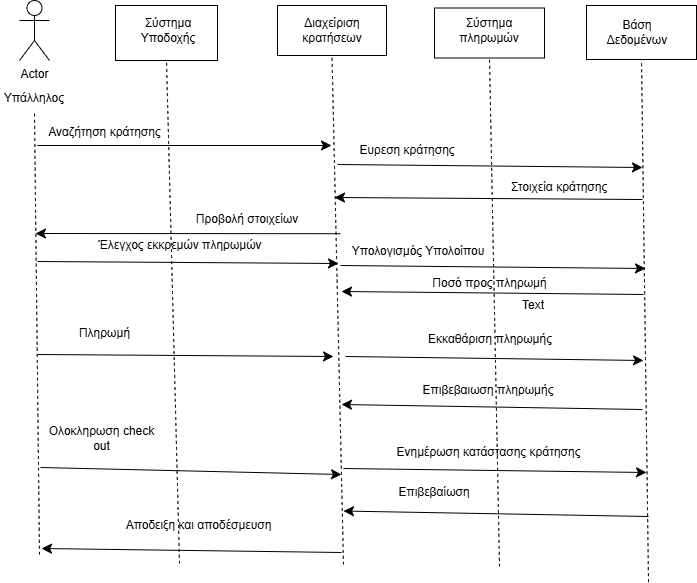 Σύστημα
Υποδοχής
Διαχείριση
κρατήσεων
Σύστημα
πληρωμών
Βάση
Δεδομένων
Actor
Υπάλληλος
Αναζήτηση κράτησης
Ευρεση κράτησης
Στοιχεία κράτησης
Προβολή στοιχείων
Έλεγχος εκκρεμών πληρωμών
Υπολογισμός Υπολοίπου
Ποσό προς πληρωμή
Text
Πληρωμή
Εκκαθάριση πληρωμής
Επιβεβαιωση πληρωμής
Ολοκληρωση check
out
Ενημέρωση κατάστασης κράτησης
Επιβεβαίωση
Αποδειξη και αποδέσμευση